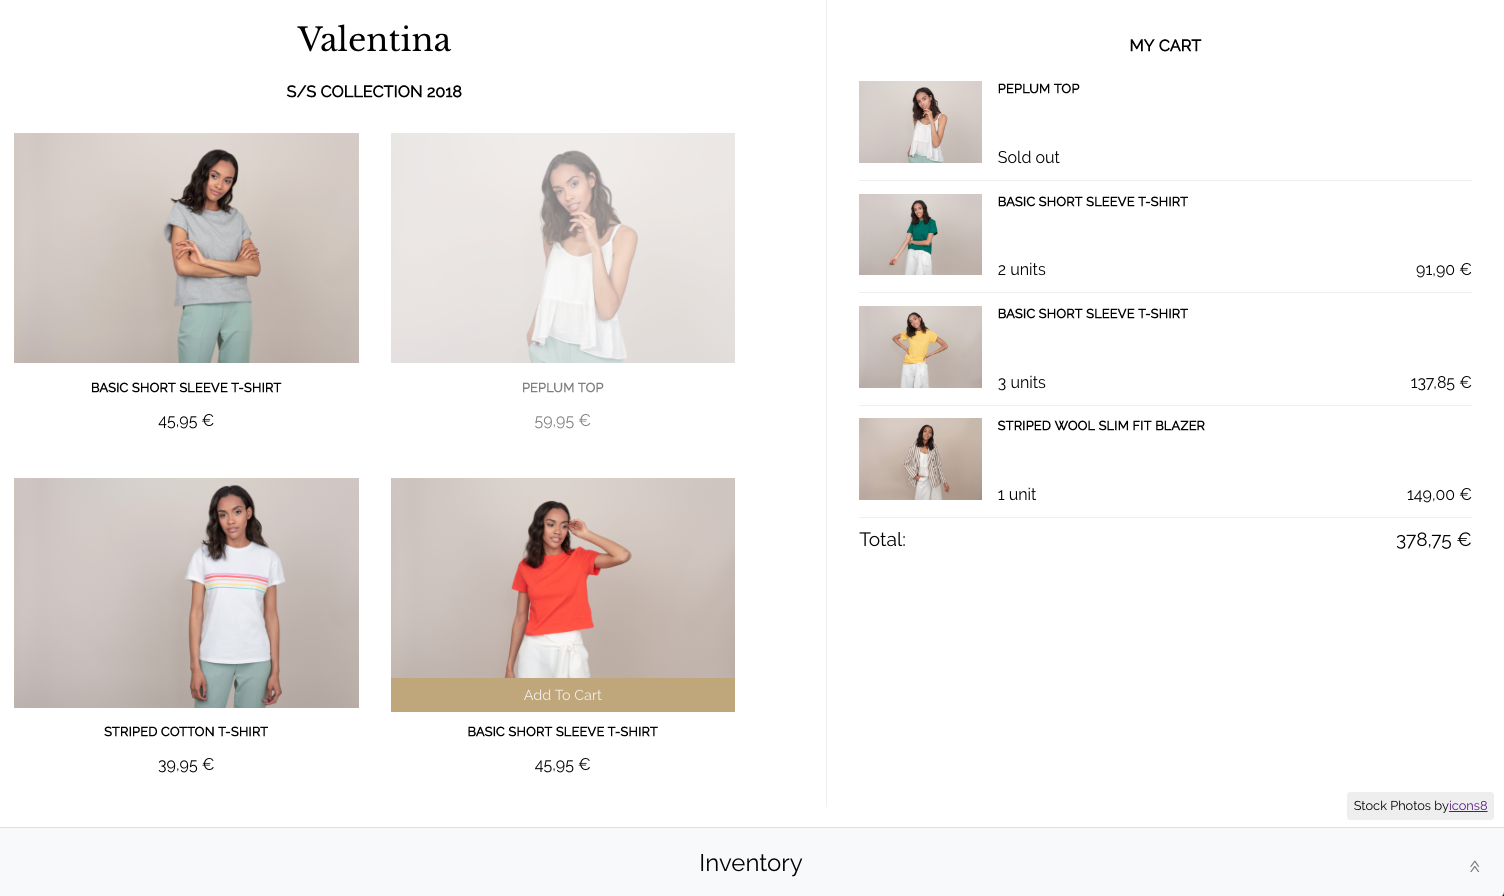 Valentina
S/S COLLECTION 2018
BASIC SHORT SLEEVE T-SHIRT
45,95 €
PEPLUM TOP
59,95 €
STRIPED COTTON T-SHIRT
39,95 €
Add To Cart
BASIC SHORT SLEEVE T-SHIRT
45,95 €
MY CART
PEPLUM TOP
Sold out
BASIC SHORT SLEEVE T-SHIRT
2 units 91,90 €
BASIC SHORT SLEEVE T-SHIRT
3 units 137,85 €
STRIPED WOOL SLIM FIT BLAZER
1 unit 149,00 €
Total: 378,75 €
Stock Photos byicons8
Inventory